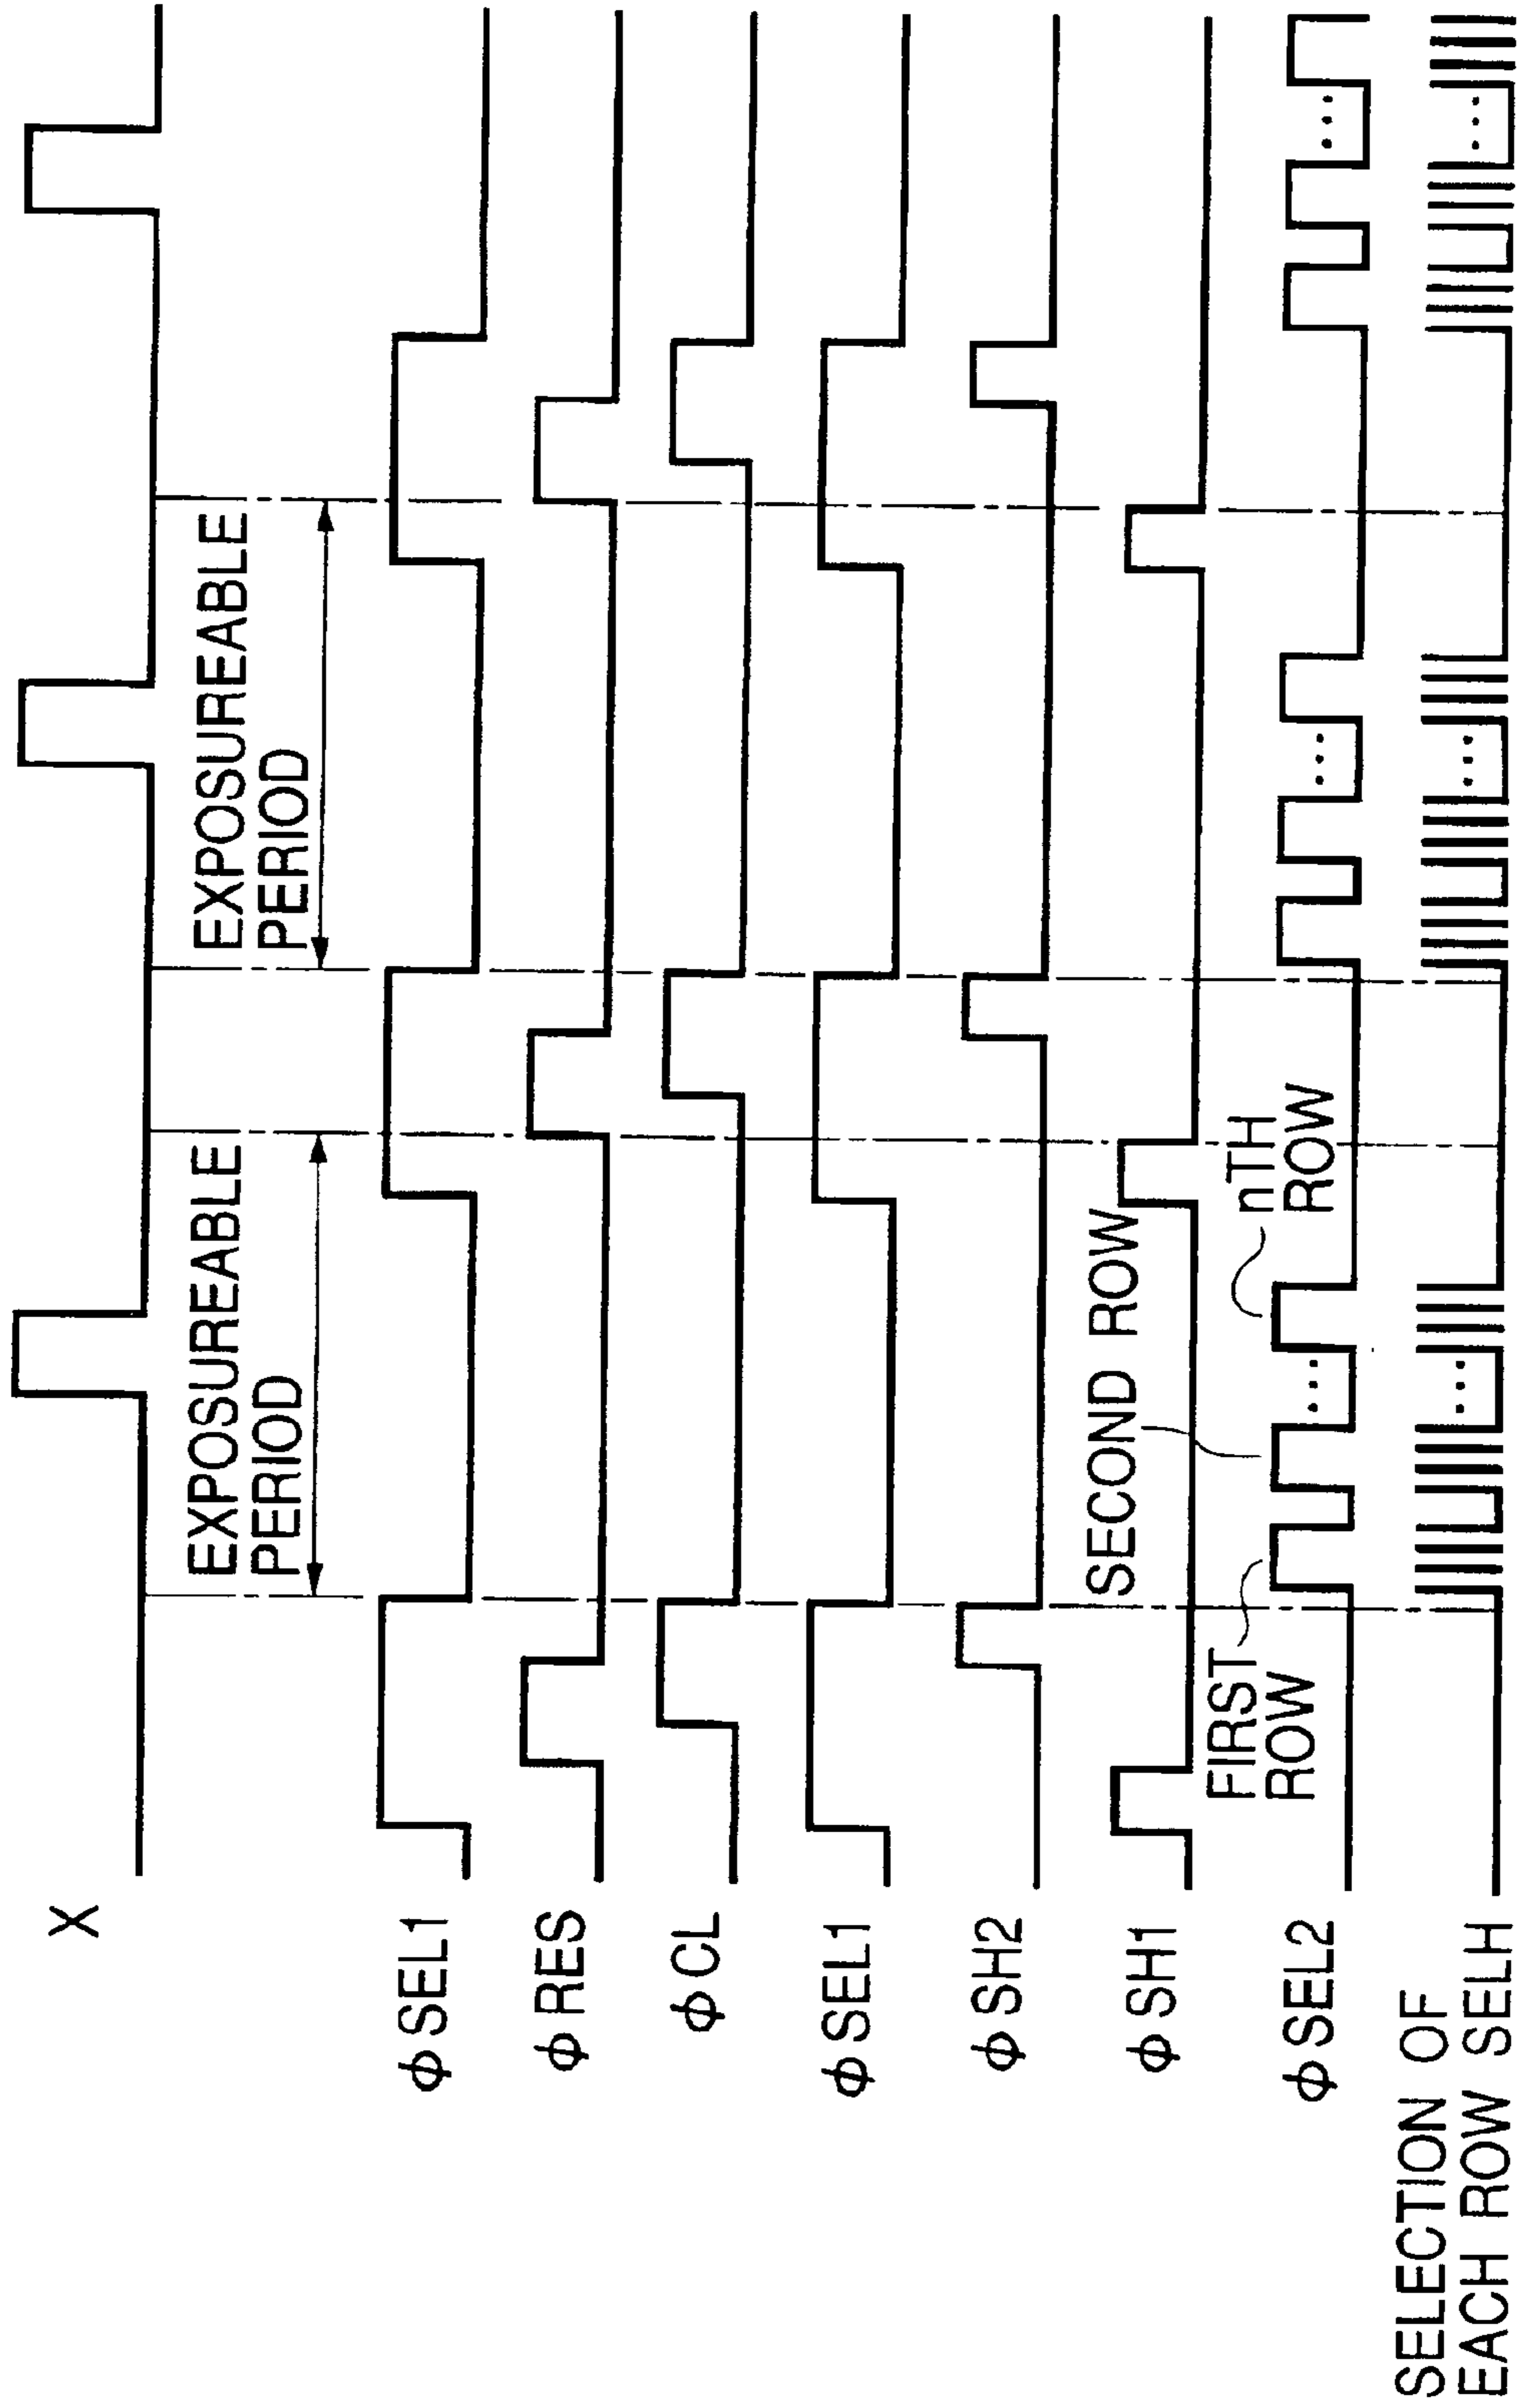 X
EXPOSUREABLE
PERIOD
EXPOSUREABLE
PERIOD
ϕ SEL1
ϕ RES
ϕ CL
ϕ SEL1
ϕ SH2
ϕ SH1
SECOND ROW
FIRST
ROW
nTH
ROW
ϕ SEL2
...
...
...
SELECTION OF
EACH ROW SELH
...
...
...